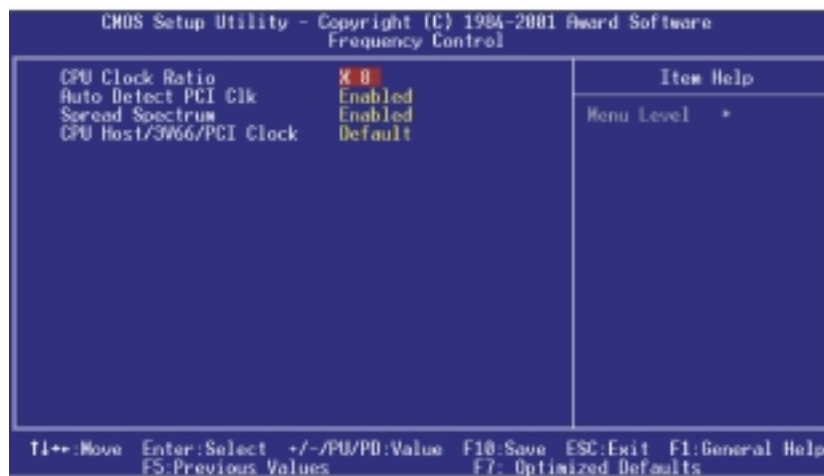 CMOS Setup Utility - Copyright (C) 1984-2001 Award Software
Frequency Control
CPU Clock Ratio X 8
Auto Detect PCI Clk Enabled
Spread Spectrum Enabled
CPU Host/3V66/PCI Clock Default
Item Help
Menu Level ▸
↑↓←→:Move Enter:Select +/-/PU/PD:Value F10:Save ESC:Exit F1:General Help
F5:Previous Values F7: Optimized Defaults